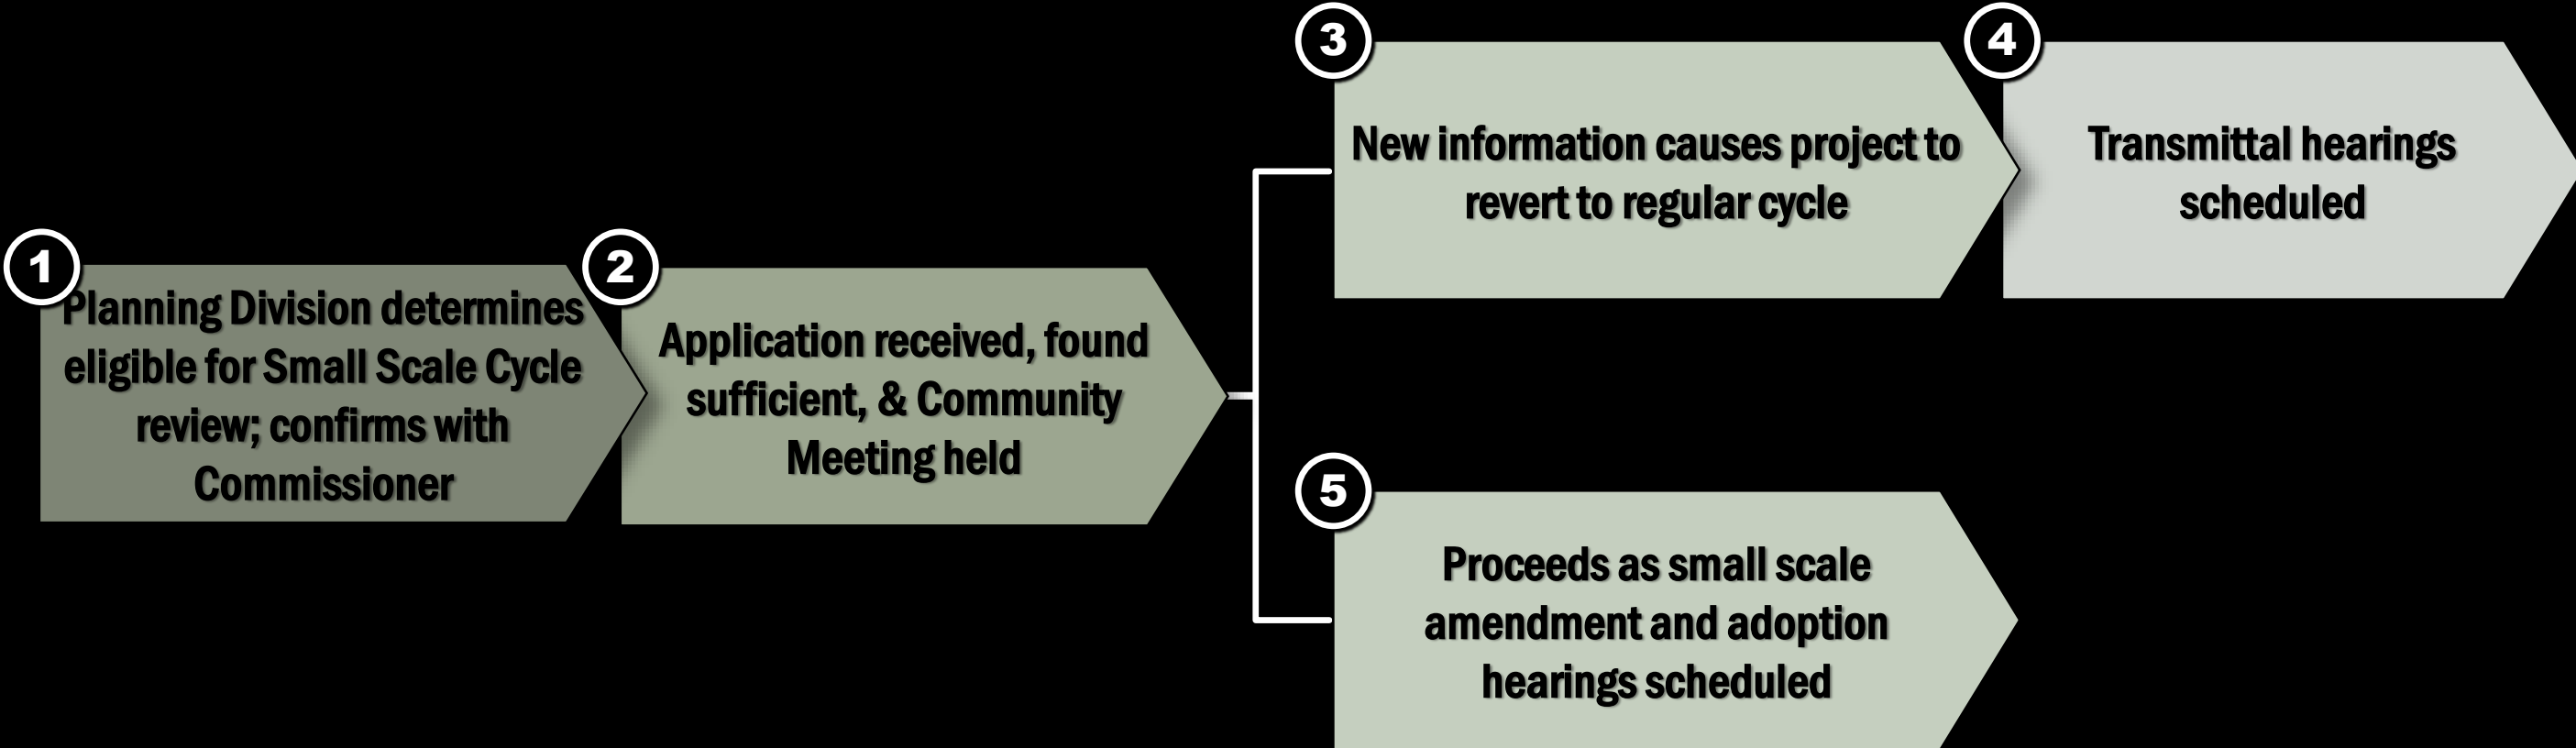 1
Planning Division determines
eligible for Small Scale Cycle
review; confirms with
Commissioner
2
Application received, found
sufficient, & Community
Meeting held
3
New information causes project to
revert to regular cycle
4
Transmittal hearings
scheduled
5
Proceeds as small scale
amendment and adoption
hearings scheduled